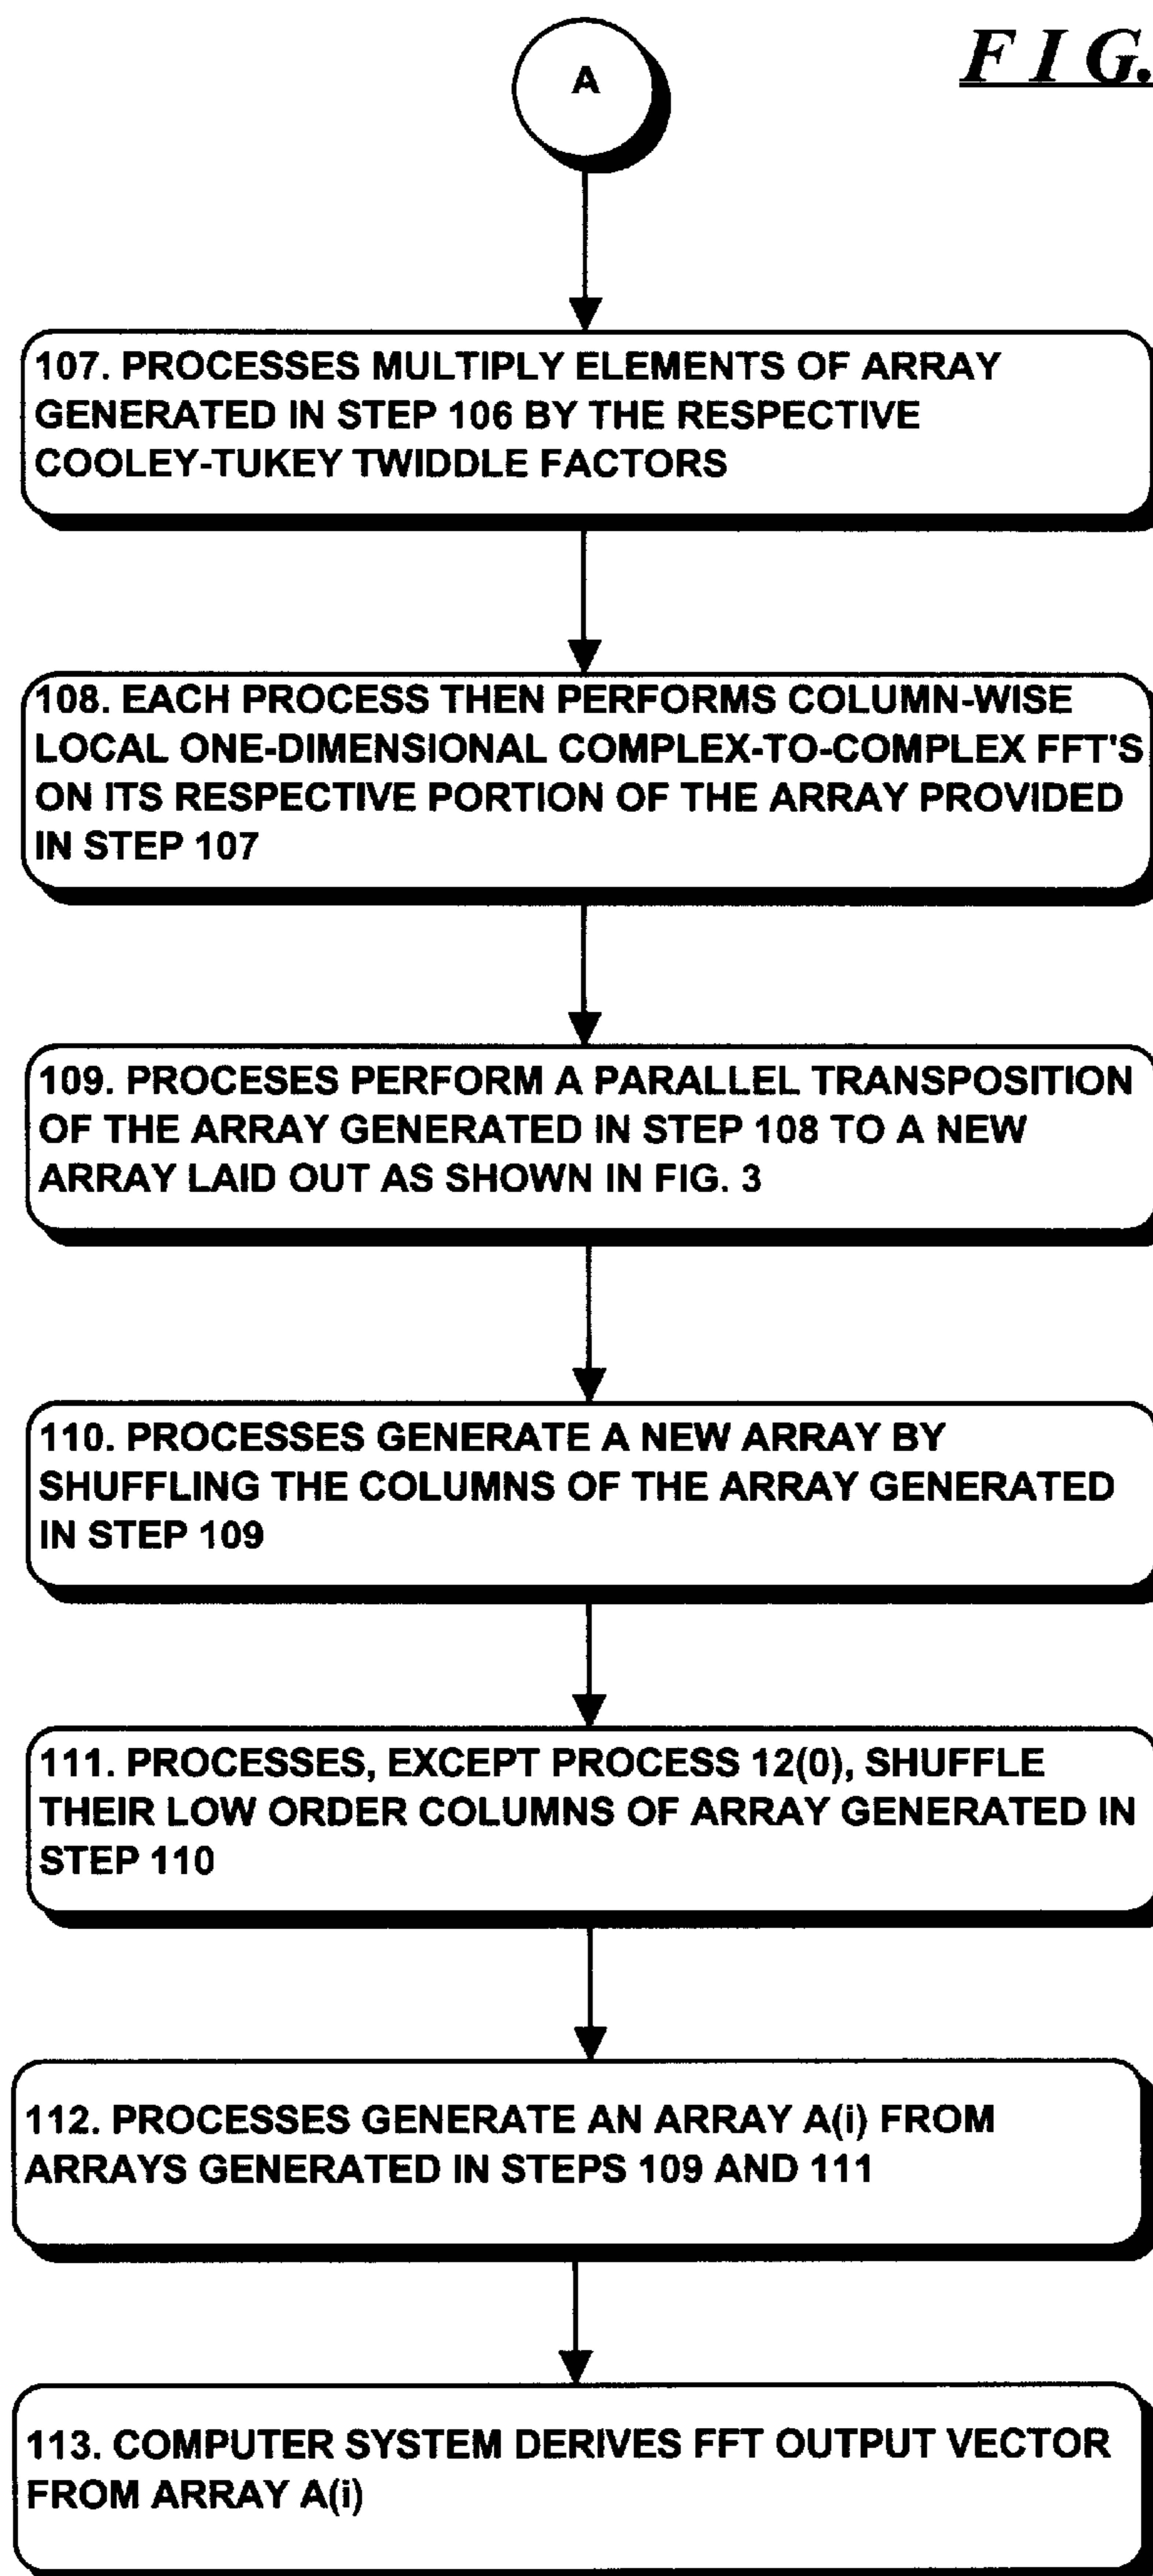 A
FIG.
107. PROCESSES MULTIPLY ELEMENTS OF ARRAY
GENERATED IN STEP 106 BY THE RESPECTIVE
COOLEY-TUKEY TWIDDLE FACTORS
108. EACH PROCESS THEN PERFORMS COLUMN-WISE
LOCAL ONE-DIMENSIONAL COMPLEX-TO-COMPLEX FFT'S
ON ITS RESPECTIVE PORTION OF THE ARRAY PROVIDED
IN STEP 107
109. PROCESES PERFORM A PARALLEL TRANSPOSITION
OF THE ARRAY GENERATED IN STEP 108 TO A NEW
ARRAY LAID OUT AS SHOWN IN FIG. 3
110. PROCESSES GENERATE A NEW ARRAY BY
SHUFFLING THE COLUMNS OF THE ARRAY GENERATED
IN STEP 109
111. PROCESSES, EXCEPT PROCESS 12(0), SHUFFLE
THEIR LOW ORDER COLUMNS OF ARRAY GENERATED IN
STEP 110
112. PROCESSES GENERATE AN ARRAY A(i) FROM
ARRAYS GENERATED IN STEPS 109 AND 111
113. COMPUTER SYSTEM DERIVES FFT OUTPUT VECTOR
FROM ARRAY A(i)